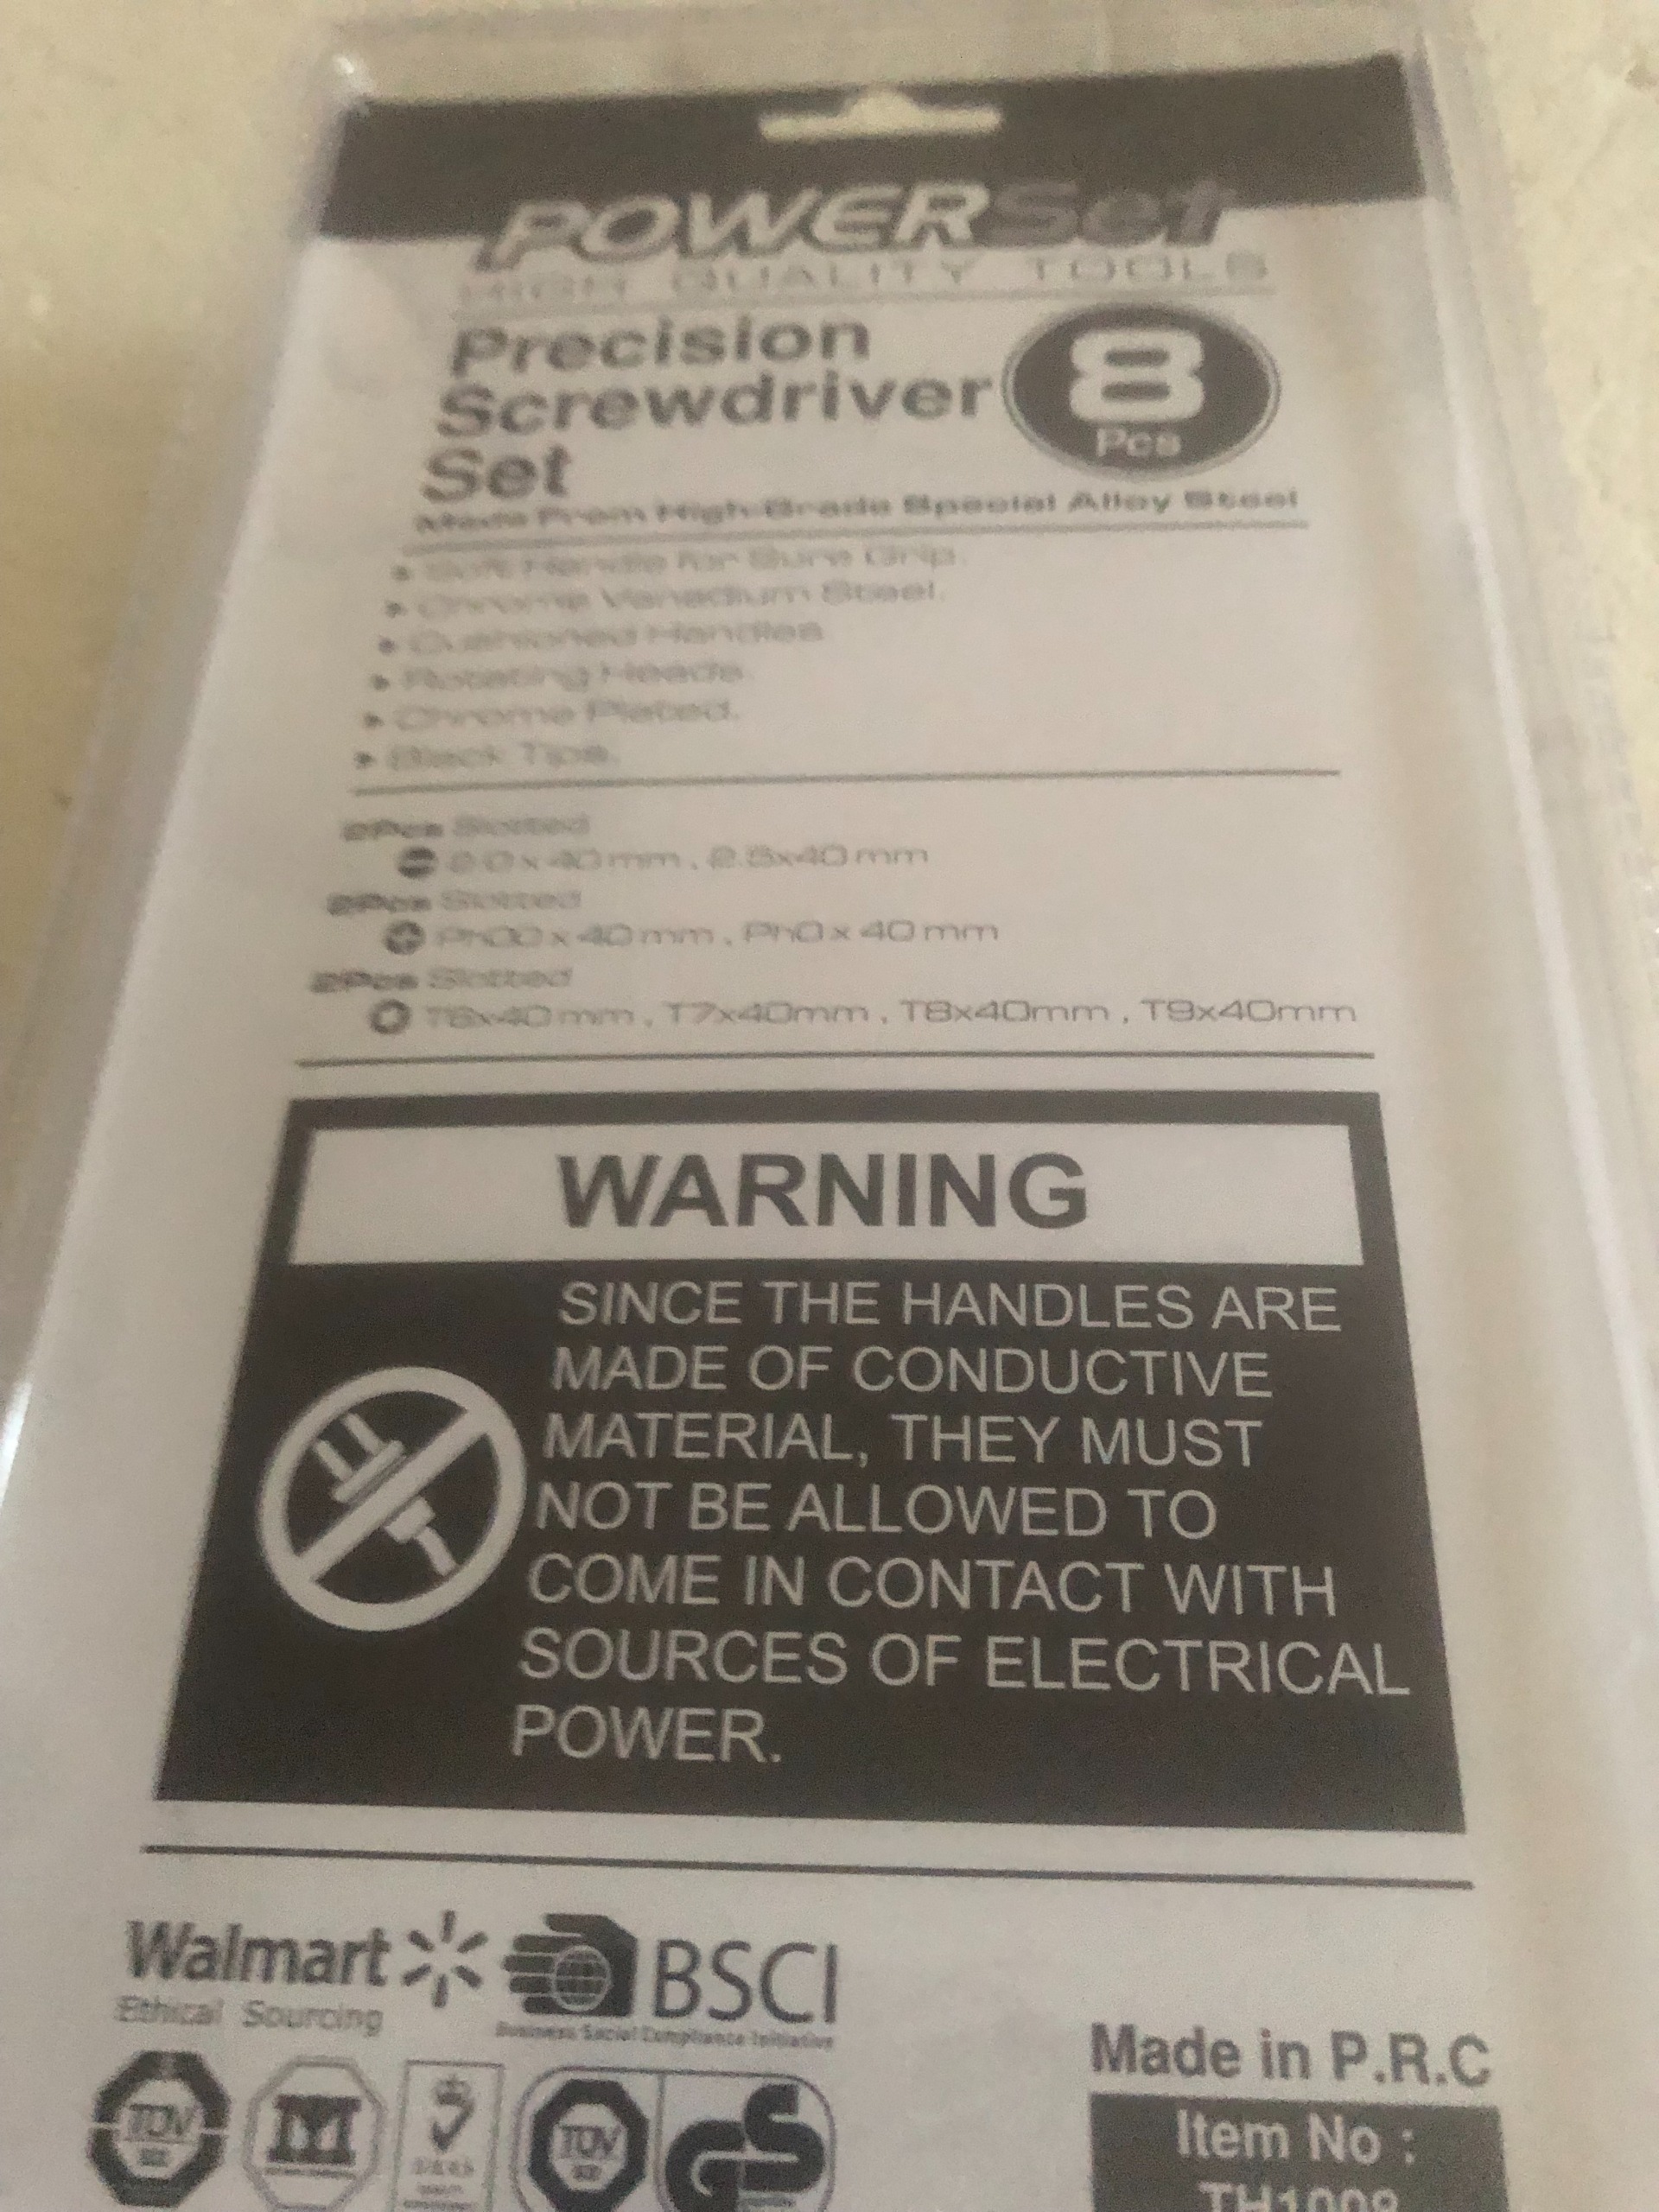 POWERSet
HIGH QUALITY TOOLS
Precision
Screwdriver
Set
8
Pcs
Made From High-Grade Special Alloy Steel
Soft Handle for Sure Grip.
Chrome Vanadium Steel.
Cushioned Handles
Rotating Heads.
Chrome Plated.
Black Tips.
2Pcs Slotted
2.0x40mm, 2.5x40mm
2Pcs Slotted
Ph00x40mm, Ph0x40mm
2Pcs Slotted
T6x40mm, T7x40mm, T8x40mm, T9x40mm
WARNING
SINCE THE HANDLES ARE
MADE OF CONDUCTIVE
MATERIAL, THEY MUST
NOT BE ALLOWED TO
COME IN CONTACT WITH
SOURCES OF ELECTRICAL
POWER.
Walmart
Ethical Sourcing
BSCI
Business Social Compliance Initiative
Made in P.R.C
TÜV
M
TÜV
GS
Item No :
TH1098